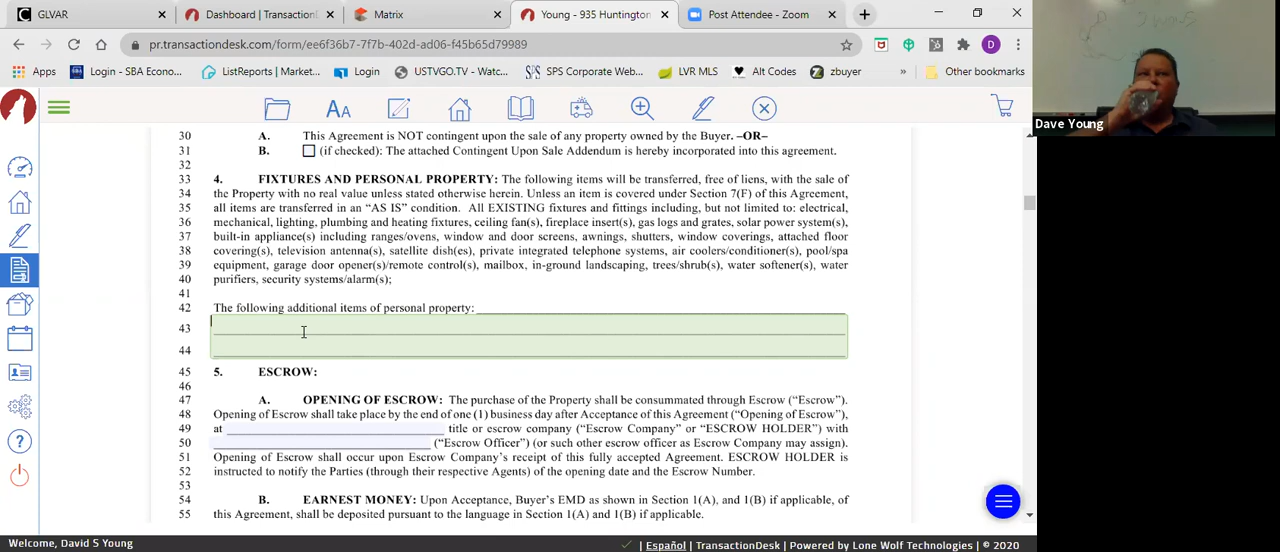 GLVAR
Dashboard | TransactionDesk
Matrix
Young - 935 Huntington
Post Attendee - Zoom
pr.transactiondesk.com/form/ee6f36b7-7f7b-402d-ad06-f45b65d79989
D
Apps
Login - SBA Econo...
ListReports | Market...
Login
USTVGO.TV - Watc...
SPS Corporate Web...
LVR MLS
Alt Codes
zbuyer
»
Other bookmarks
Dave Young
30 A. This Agreement is NOT contingent upon the sale of any property owned by the Buyer. –OR–
31 B. (if checked): The attached Contingent Upon Sale Addendum is hereby incorporated into this agreement.
32
33 4. FIXTURES AND PERSONAL PROPERTY: The following items will be transferred, free of liens, with the sale of
34 the Property with no real value unless stated otherwise herein. Unless an item is covered under Section 7(F) of this Agreement,
35 all items are transferred in an “AS IS” condition. All EXISTING fixtures and fittings including, but not limited to: electrical,
36 mechanical, lighting, plumbing and heating fixtures, ceiling fan(s), fireplace insert(s), gas logs and grates, solar power system(s),
37 built-in appliance(s) including ranges/ovens, window and door screens, awnings, shutters, window coverings, attached floor
38 covering(s), television antenna(s), satellite dish(es), private integrated telephone systems, air coolers/conditioner(s), pool/spa
39 equipment, garage door opener(s)/remote control(s), mailbox, in-ground landscaping, trees/shrub(s), water softener(s), water
40 purifiers, security systems/alarm(s);
41
42 The following additional items of personal property:
43
44
45 5. ESCROW:
46
47 A. OPENING OF ESCROW: The purchase of the Property shall be consummated through Escrow (“Escrow”).
48 Opening of Escrow shall take place by the end of one (1) business day after Acceptance of this Agreement (“Opening of Escrow”),
49 at title or escrow company (“Escrow Company” or “ESCROW HOLDER”) with
50 (“Escrow Officer”) (or such other escrow officer as Escrow Company may assign).
51 Opening of Escrow shall occur upon Escrow Company’s receipt of this fully accepted Agreement. ESCROW HOLDER is
52 instructed to notify the Parties (through their respective Agents) of the opening date and the Escrow Number.
53
54 B. EARNEST MONEY: Upon Acceptance, Buyer’s EMD as shown in Section 1(A), and 1(B) if applicable, of
55 this Agreement, shall be deposited pursuant to the language in Section 1(A) and 1(B) if applicable.
Welcome, David S Young
Español | TransactionDesk | Powered by Lone Wolf Technologies | © 2020